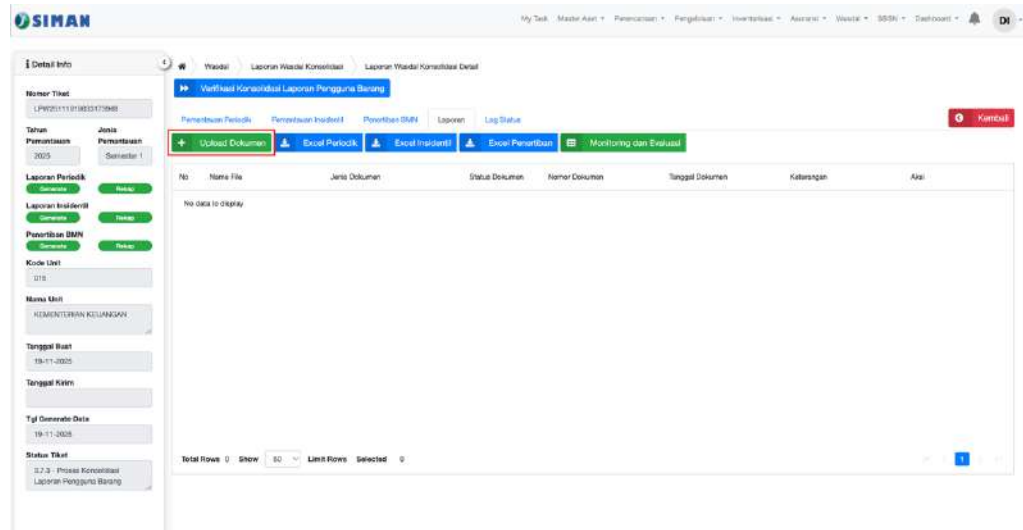 SIMAN
My Task Master Aset Perencanaan Pengelolaan Inventarisasi Asuransi Wasdal SBSN Dashboard DI
Detail Info
Wasdal Laporan Wasdal Konsolidasi Laporan Wasdal Konsolidasi Detail
Verifikasi Konsolidasi Laporan Pengguna Barang
Nomor Tiket
Pemantauan Periodik Pemantauan Insidentil Penertiban BMN Laporan Log Status
Kembali
Tahun Pemantauan
Jenis Pemantauan
2025
Semester 1
+ Upload Dokumen Excel Periodik Excel Insidentil Excel Penertiban Monitoring dan Evaluasi
Laporan Periodik
Generate Rekap
No Nama File Jenis Dokumen Status Dokumen Nomor Dokumen Tanggal Dokumen Keterangan Aksi
No data to display
Laporan Insidentil
Generate Rekap
Penertiban BMN
Generate Rekap
Kode Unit
Nama Unit
KEMENTERIAN KEUANGAN
Tanggal Buat
19-11-2025
Tanggal Kirim
Tgl Generate Data
19-11-2025
Status Tiket
Proses Konsolidasi
Laporan Pengguna Barang
Total Rows 0 Show 50 Limit Rows Selected 0
1